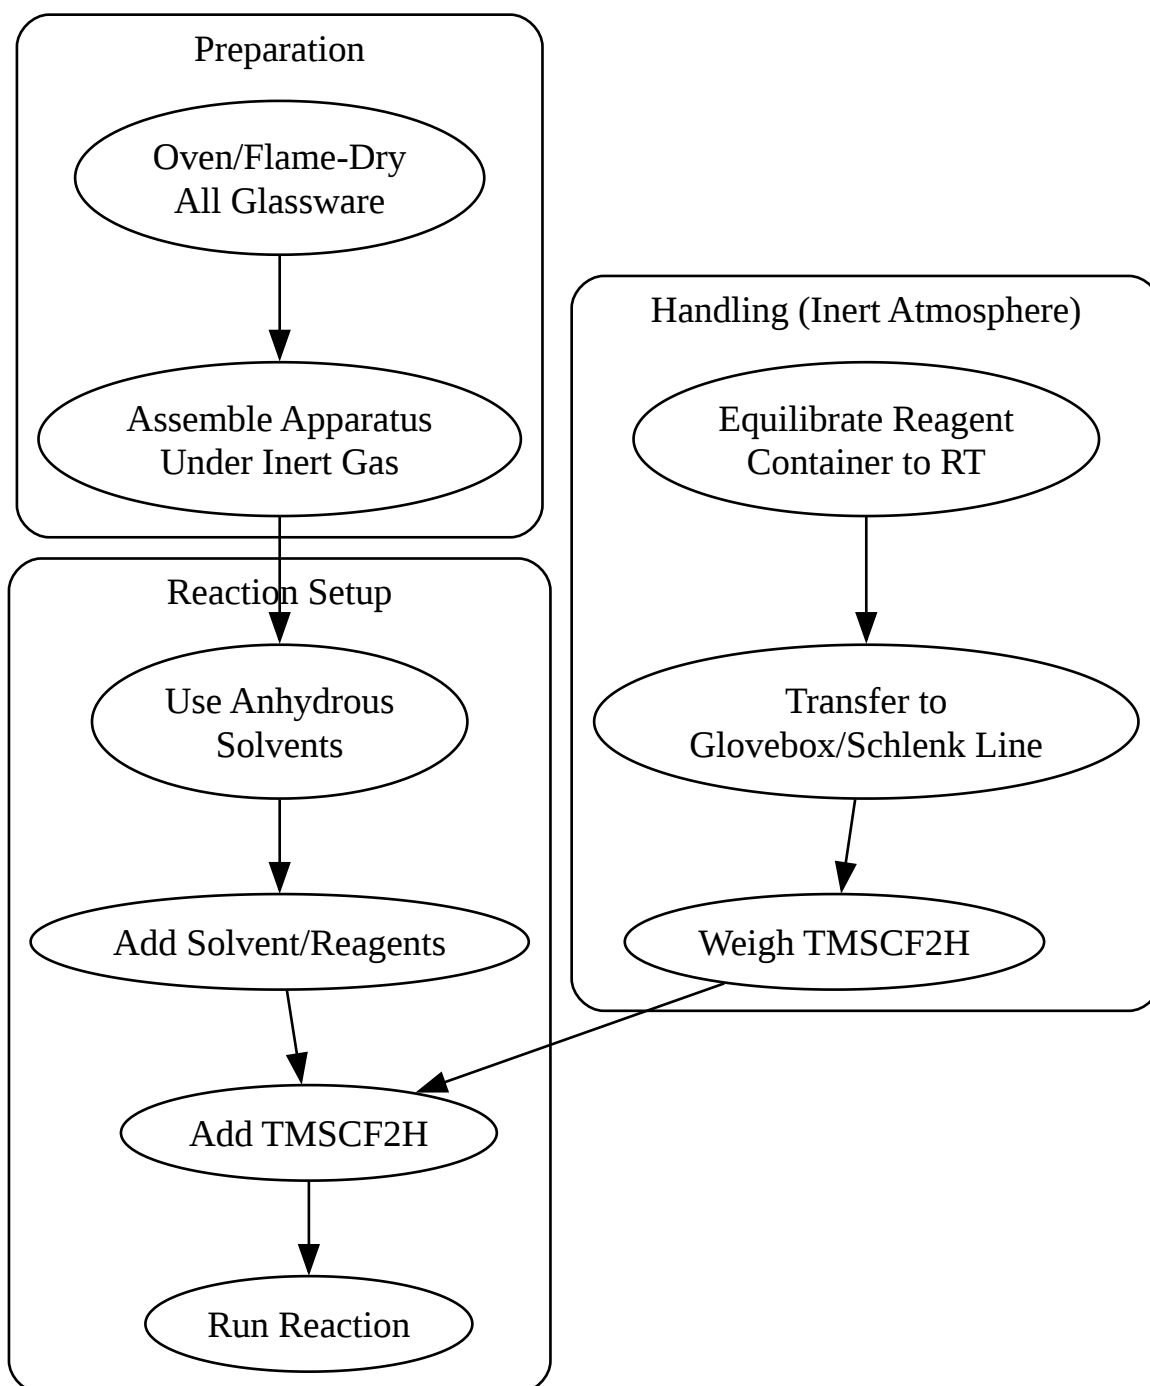 Preparation
Oven/Flame-Dry
All Glassware
Assemble Apparatus
Under Inert Gas
Handling (Inert Atmosphere)
Equilibrate Reagent
Container to RT
Transfer to
Glovebox/Schlenk Line
Weigh TMSCF2H
Reaction Setup
Use Anhydrous
Solvents
Add Solvent/Reagents
Add TMSCF2H
Run Reaction